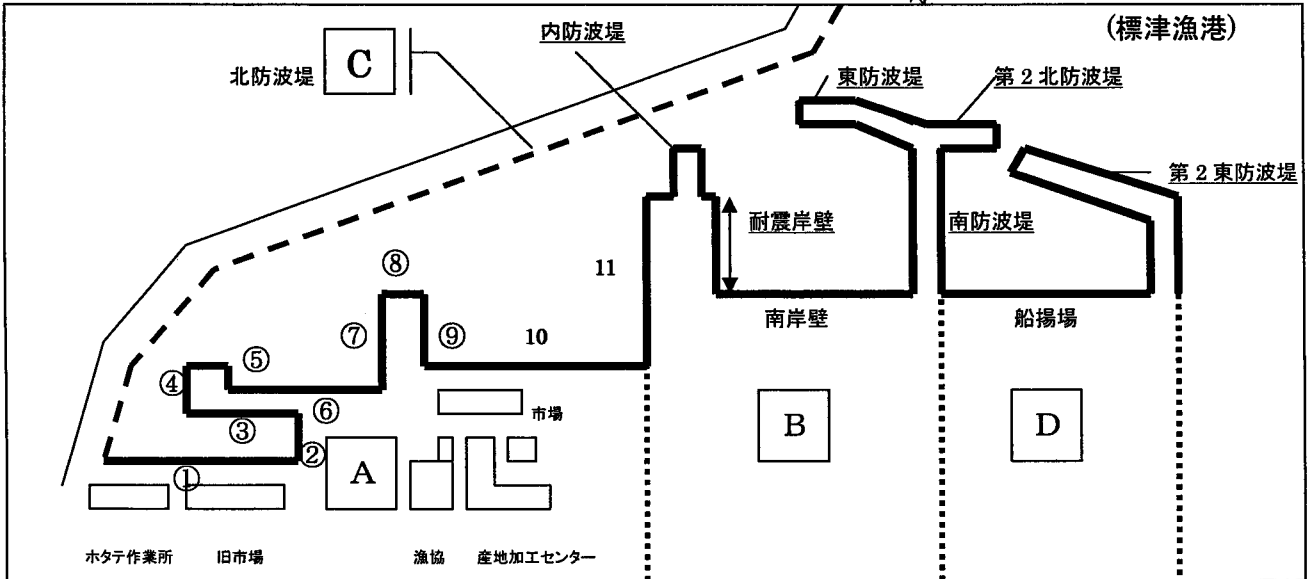 (標津漁港)
内防波堤
北防波堤
C
東防波堤
第2北防波堤
第2東防波堤
耐震岸壁
南防波堤
⑧
11
南岸壁
船揚場
⑦
⑨
10
⑤
④
⑥
市場
③
②
B
D
A
①
ホタテ作業所
旧市場
漁協
産地加工センター